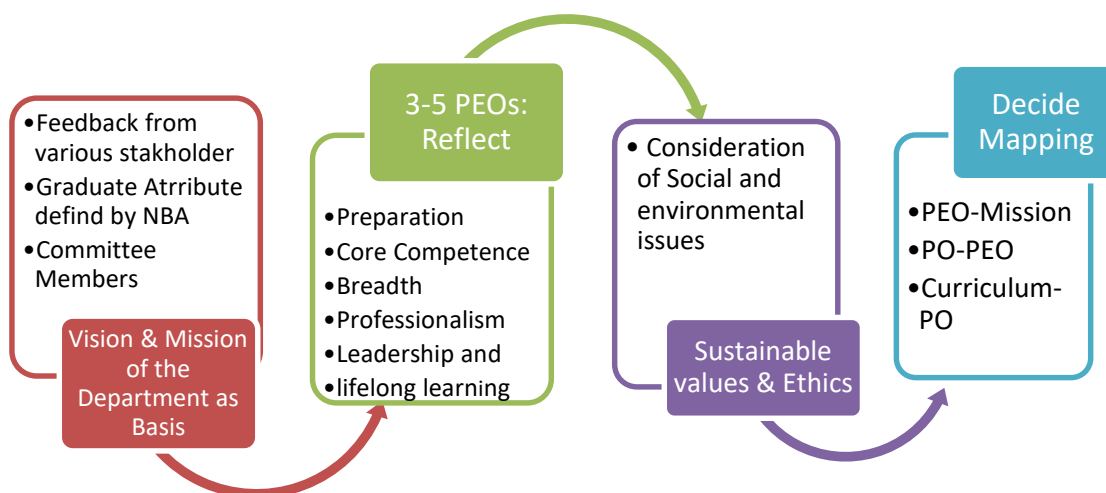 •Feedback from
various stakholder
•Graduate Atrribute
defind by NBA
•Committee
Members
Vision & Mission
of the
Department as
Basis
3-5 PEOs:
Reflect
•Preparation
•Core Competence
•Breadth
•Professionalism
•Leadership and
•lifelong learning
• Consideration
of Social and
environmental
issues
Sustainable
values & Ethics
Decide
Mapping
•PEO-Mission
•PO-PEO
•Curriculum-
PO